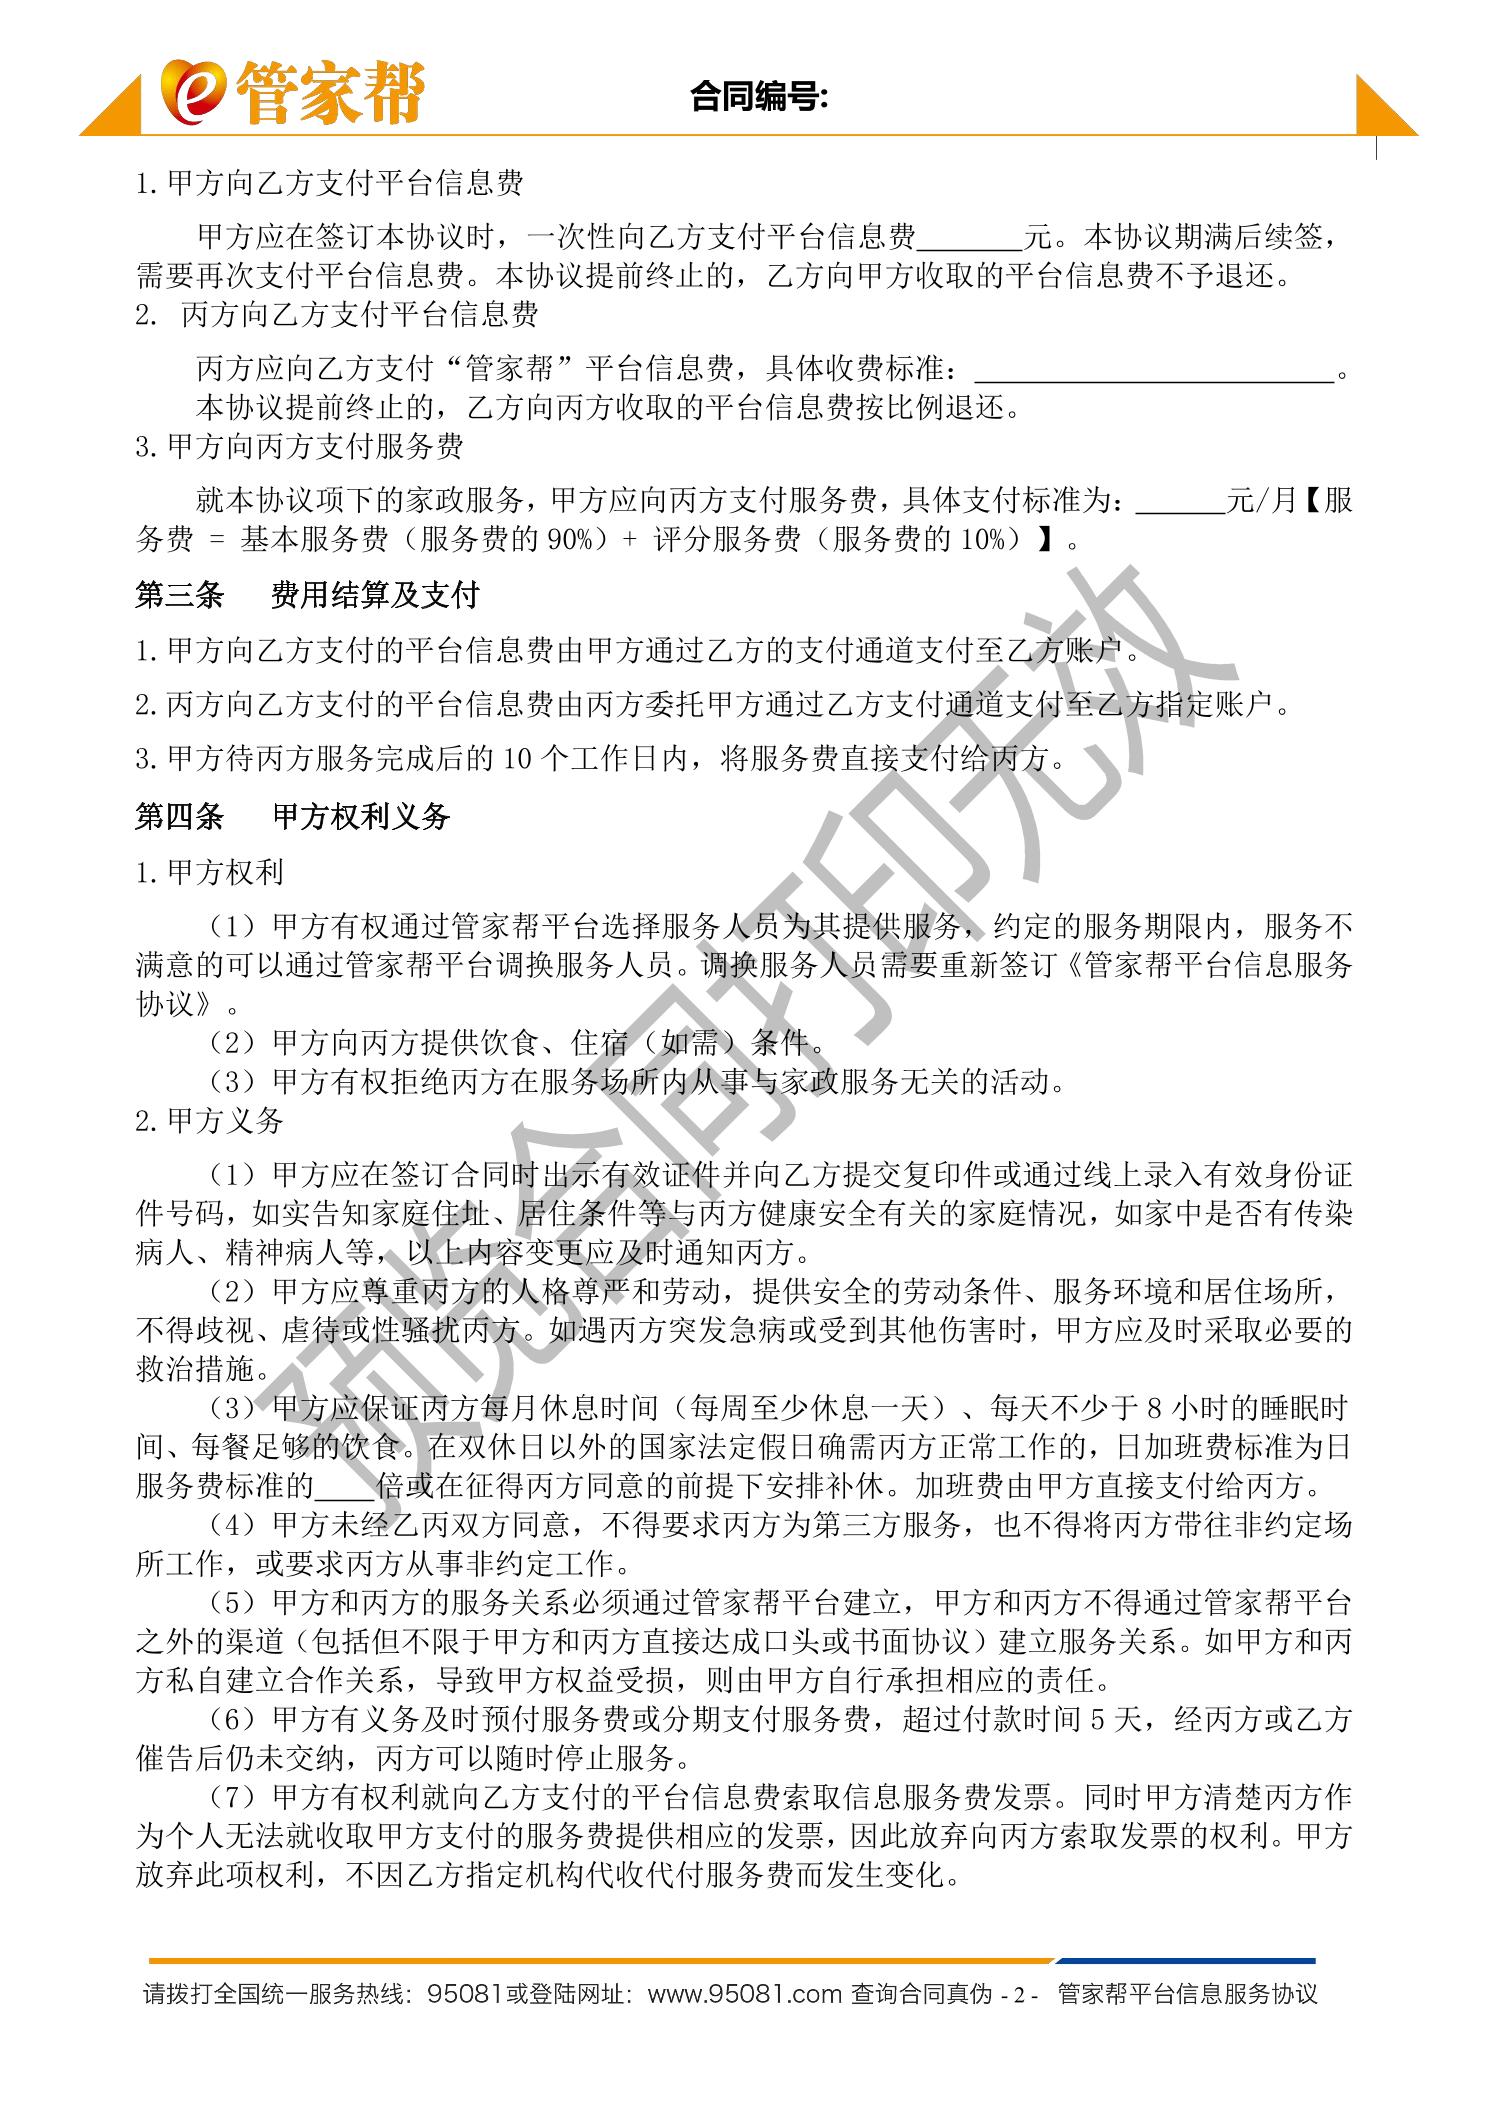 管家帮
合同编号:
1.甲方向乙方支付平台信息费
甲方应在签订本协议时，一次性向乙方支付平台信息费_______元。本协议期满后续签，
需要再次支付平台信息费。本协议提前终止的，乙方向甲方收取的平台信息费不予退还。
2. 丙方向乙方支付平台信息费
丙方应向乙方支付“管家帮”平台信息费，具体收费标准：________________________。
本协议提前终止的，乙方向丙方收取的平台信息费按比例退还。
3.甲方向丙方支付服务费
就本协议项下的家政服务，甲方应向丙方支付服务费，具体支付标准为：______元/月【服
务费 = 基本服务费（服务费的90%）+ 评分服务费（服务费的10%）】。
第三条 费用结算及支付
1.甲方向乙方支付的平台信息费由甲方通过乙方的支付通道支付至乙方账户。
2.丙方向乙方支付的平台信息费由丙方委托甲方通过乙方支付通道支付至乙方指定账户。
3.甲方待丙方服务完成后的 10 个工作日内，将服务费直接支付给丙方。
第四条 甲方权利义务
1.甲方权利
（1）甲方有权通过管家帮平台选择服务人员为其提供服务，约定的服务期限内，服务不
满意的可以通过管家帮平台调换服务人员。调换服务人员需要重新签订《管家帮平台信息服务
协议》。
（2）甲方向丙方提供饮食、住宿（如需）条件。
（3）甲方有权拒绝丙方在服务场所内从事与家政服务无关的活动。
2.甲方义务
（1）甲方应在签订合同时出示有效证件并向乙方提交复印件或通过线上录入有效身份证
件号码，如实告知家庭住址、居住条件等与丙方健康安全有关的家庭情况，如家中是否有传染
病人、精神病人等，以上内容变更应及时通知丙方。
（2）甲方应尊重丙方的人格尊严和劳动，提供安全的劳动条件、服务环境和居住场所，
不得歧视、虐待或性骚扰丙方。如遇丙方突发急病或受到其他伤害时，甲方应及时采取必要的
救治措施。
（3）甲方应保证丙方每月休息时间（每周至少休息一天）、每天不少于 8 小时的睡眠时
间、每餐足够的饮食。在双休日以外的国家法定假日确需丙方正常工作的，日加班费标准为日
服务费标准的____倍或在征得丙方同意的前提下安排补休。加班费由甲方直接支付给丙方。
（4）甲方未经乙丙双方同意，不得要求丙方为第三方服务，也不得将丙方带往非约定场
所工作，或要求丙方从事非约定工作。
（5）甲方和丙方的服务关系必须通过管家帮平台建立，甲方和丙方不得通过管家帮平台
之外的渠道（包括但不限于甲方和丙方直接达成口头或书面协议）建立服务关系。如甲方和丙
方私自建立合作关系，导致甲方权益受损，则由甲方自行承担相应的责任。
（6）甲方有义务及时预付服务费或分期支付服务费，超过付款时间 5 天，经丙方或乙方
催告后仍未交纳，丙方可以随时停止服务。
（7）甲方有权利就向乙方支付的平台信息费索取信息服务费发票。同时甲方清楚丙方作
为个人无法就收取甲方支付的服务费提供相应的发票，因此放弃向丙方索取发票的权利。甲方
放弃此项权利，不因乙方指定机构代收代付服务费而发生变化。
预览合同打印无效
请拨打全国统一服务热线：95081或登陆网址：www.95081.com 查询合同真伪 - 2 - 管家帮平台信息服务协议